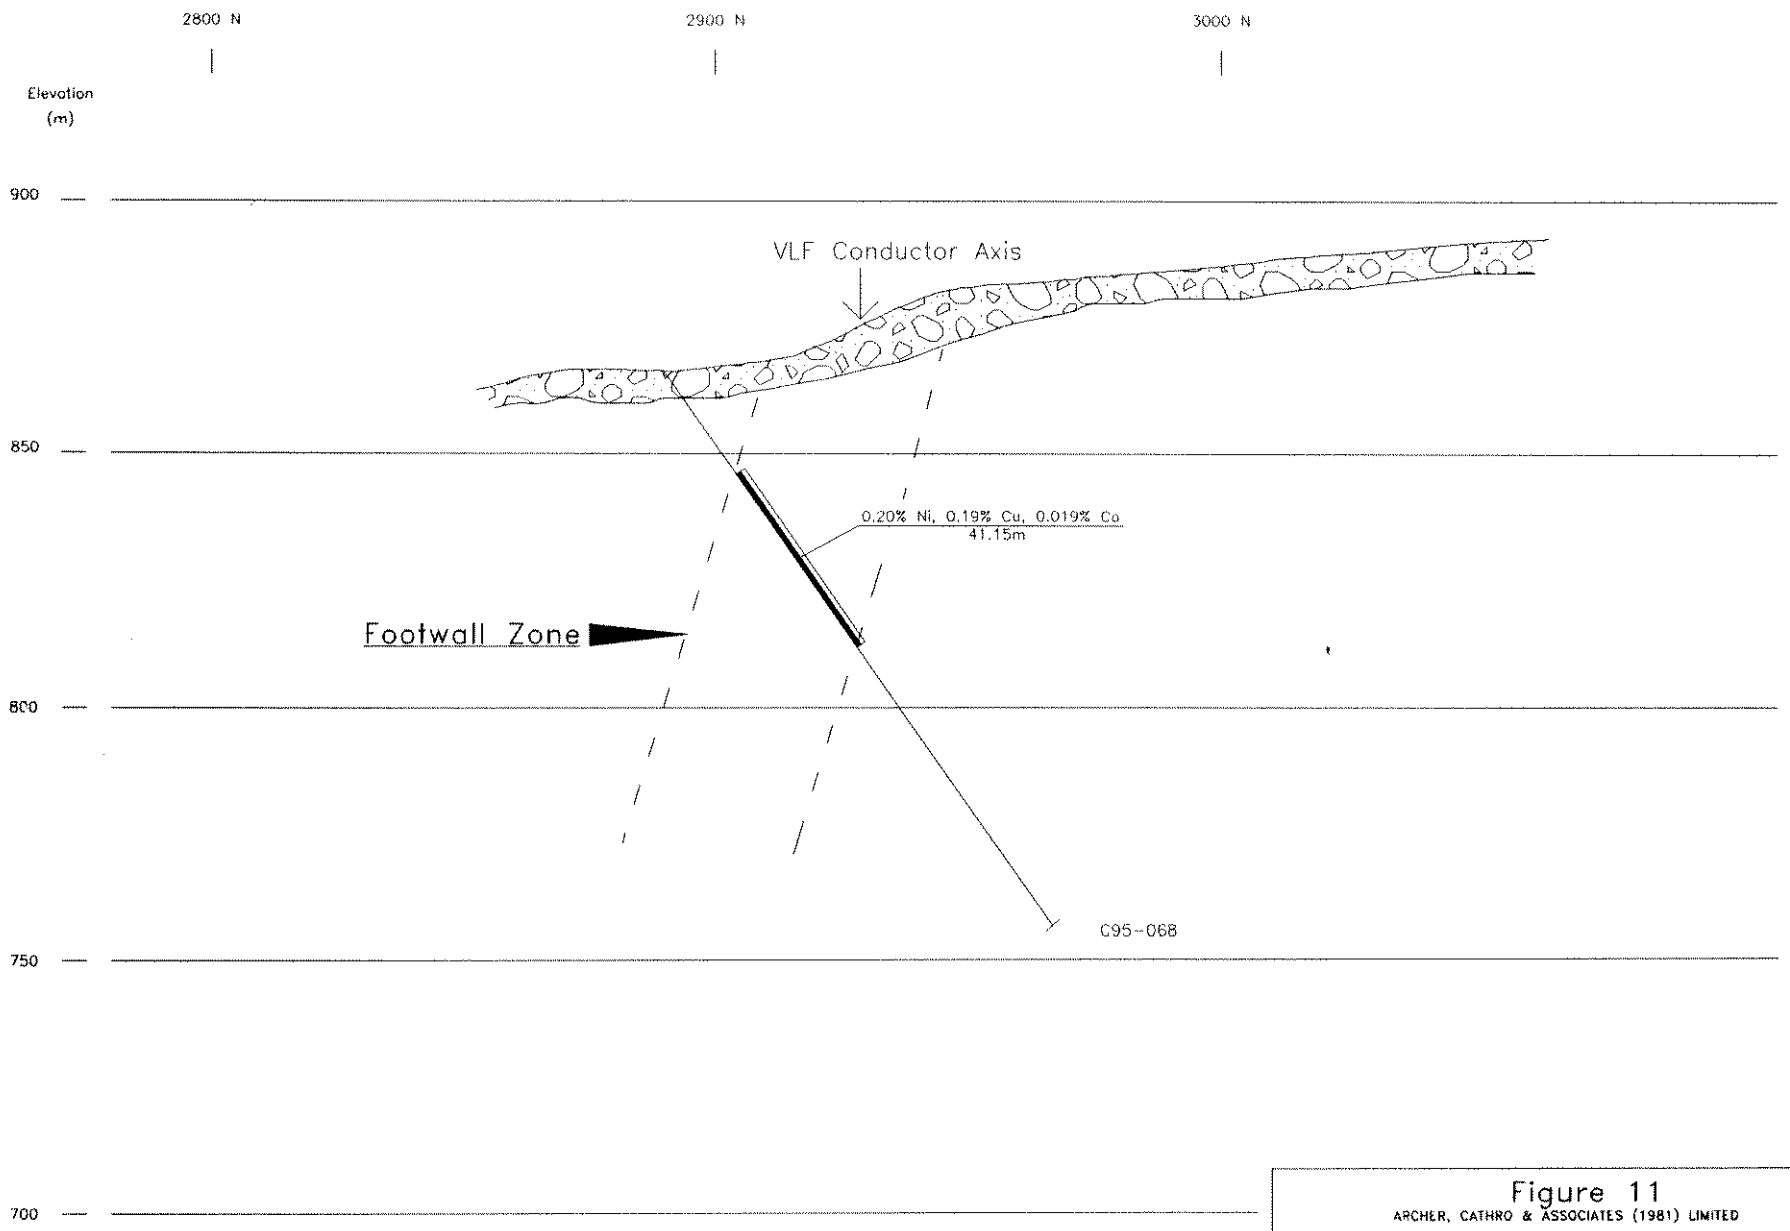 2800 N 2900 N 3000 N
Elevation
(m)
900
VLF Conductor Axis
850
0.20% Ni, 0.19% Cu, 0.019% Co
41.15m
Footwall Zone
800
C95-068
750
700
Figure 11
ARCHER, CATHRO & ASSOCIATES (1981) LIMITED